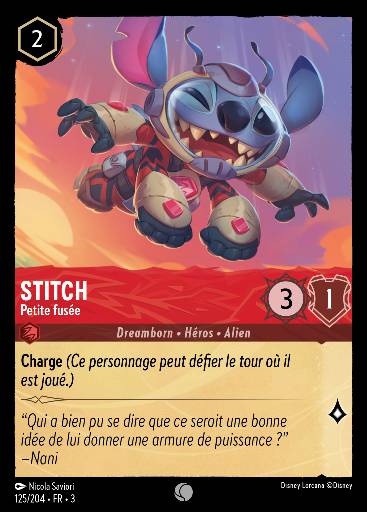 2
STITCH
Petite fusée
3
1
Dreamborn • Héros • Alien
Charge (Ce personnage peut défier le tour où il
est joué.)
“Qui a bien pu se dire que ce seroit une bonne
idée de lui donner une armure de puissance ?”
–Nani
Nicola Saviori
125/204 • FR • 3
Disney Lorcana ©Disney